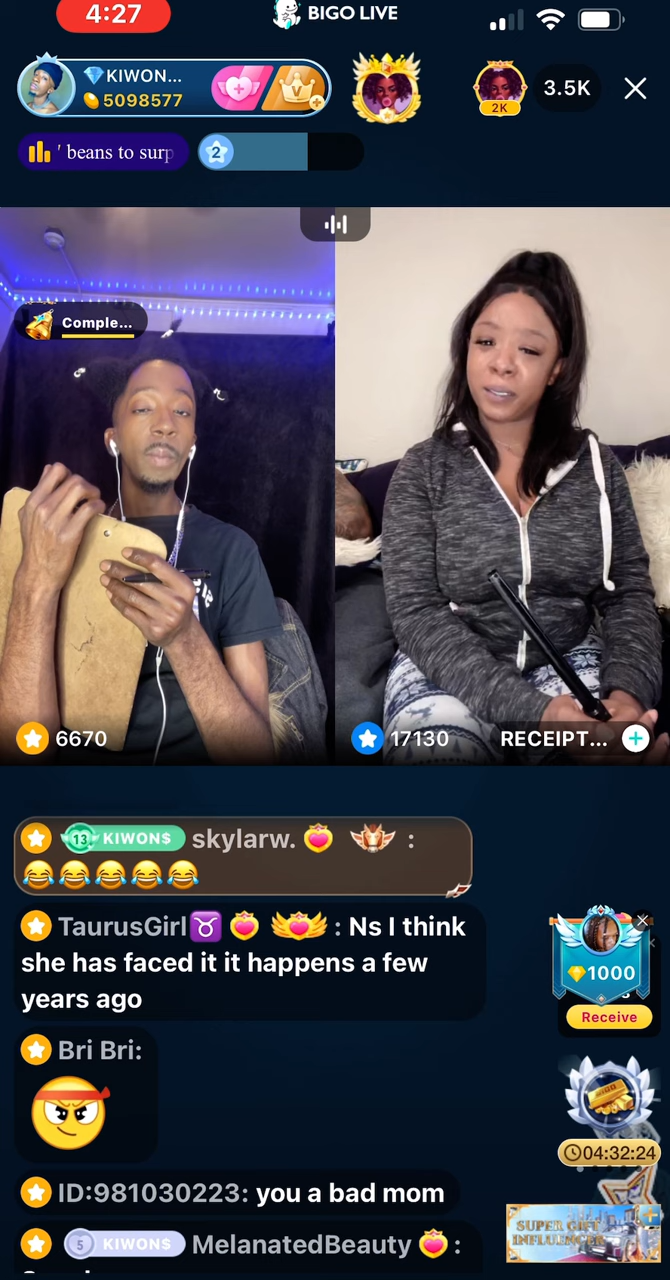 4:27
BIGO LIVE
KIWON...
5098577
2K
3.5K
' beans to surp
2
Comple...
6670
17130
RECEIPT...
13 KIWON$ skylarw. :
TaurusGirl♉ : Ns I think
she has faced it it happens a few
years ago
1000
Receive
Bri Bri:
04:32:24
ID:981030223: you a bad mom
SUPER GIFT
INFLUENCER
5 KIWON$ MelanatedBeauty :